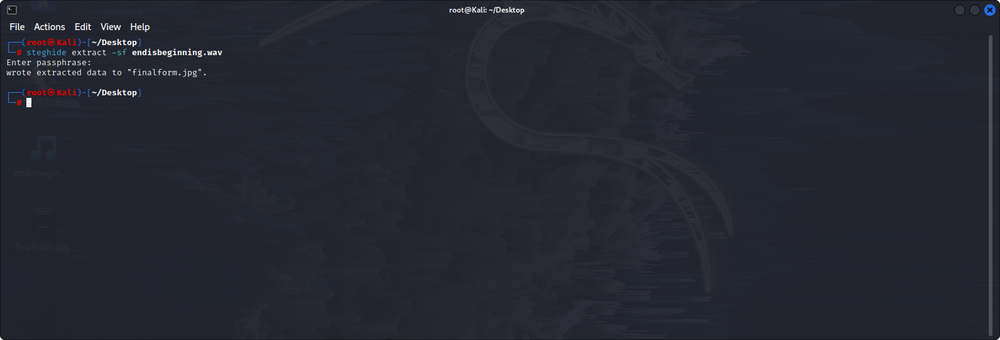 root@Kali: ~/Desktop
File Actions Edit View Help
┌──(root㉿Kali)-[~/Desktop]
└─# steghide extract -sf endisbeginning.wav
Enter passphrase:
wrote extracted data to "finalform.jpg".
┌──(root㉿Kali)-[~/Desktop]
└─#
endisbegin...
finalform.jpg